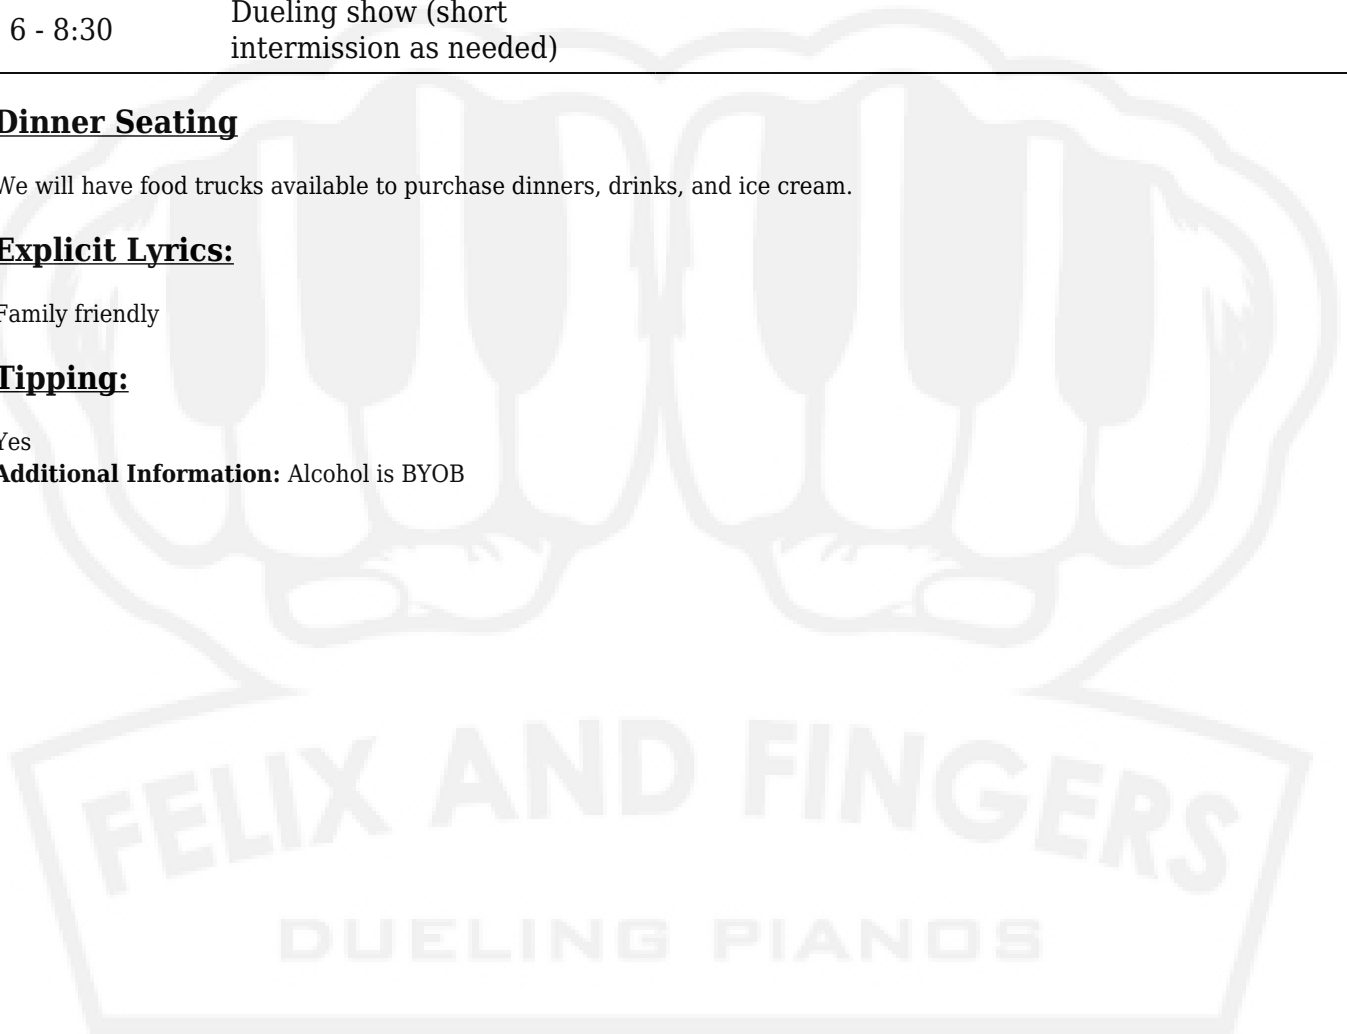 Dueling show (short
6 - 8:30
intermission as needed)
Dinner Seating
We will have food trucks available to purchase dinners, drinks, and ice cream.
Explicit Lyrics:
Family friendly
Tipping:
Yes
Additional Information: Alcohol is BYOB
FELIX AND FINGERS
DUELING PIANOS